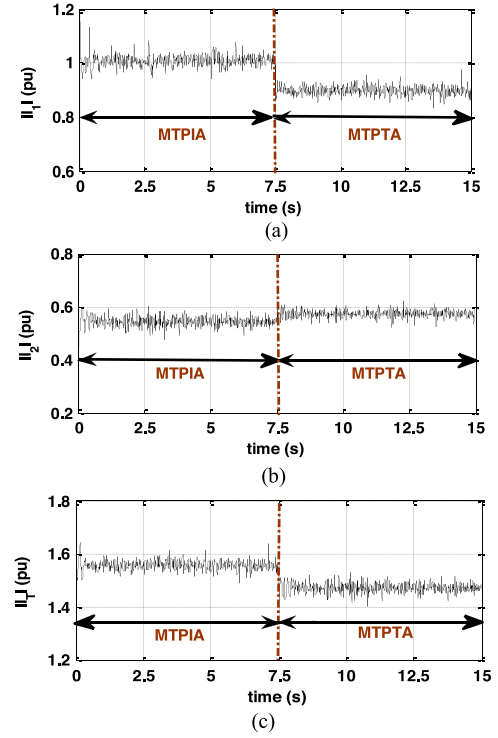 1
0.8
0.6
||₁|| (pu)
MTPIA
MTPTA
0 2.5 5 7.5 10 12.5 15
time (s)
(a)
0.8
0.6
0.4
0.2
||₂|| (pu)
MTPIA
MTPTA
0 2.5 5 7.5 10 12.5 15
time (s)
(b)
1.8
1.6
1.4
1.2
||_T|| (pu)
MTPIA
MTPTA
0 2.5 5 7.5 10 12.5 15
time (s)
(c)